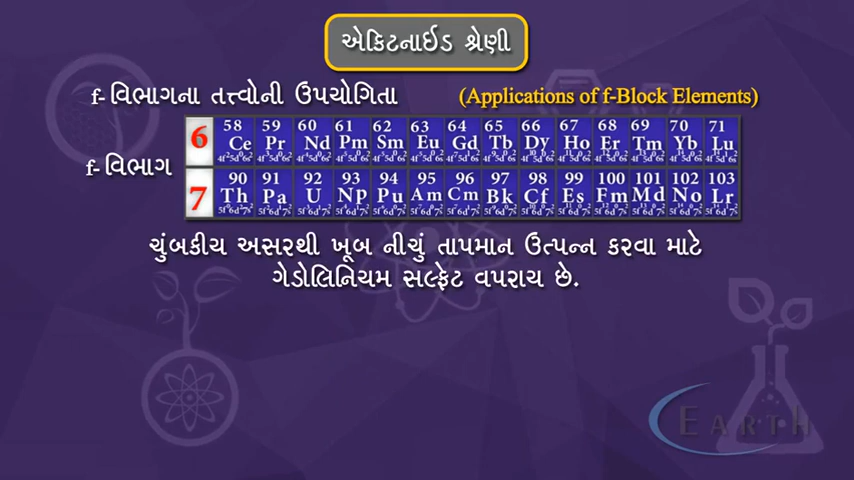 એક્ટિનાઈડ શ્રેણી
f- વિભાગના તત્ત્વોની ઉપયોગિતા (Applications of f-Block Elements)
6 58 59 60 61 62 63 64 65 66 67 68 69 70 71
Ce Pr Nd Pm Sm Eu Gd Tb Dy Ho Er Tm Yb Lu
f- વિભાગ
7 90 91 92 93 94 95 96 97 98 99 100 101 102 103
Th Pa U Np Pu Am Cm Bk Cf Es Fm Md No Lr
ચુંબકીય અસરથી ખૂબ નીચું તાપમાન ઉત્પન્ન કરવા માટે
ગેડોલિનિયમ સલ્ફેટ વપરાય છે.
EARTH